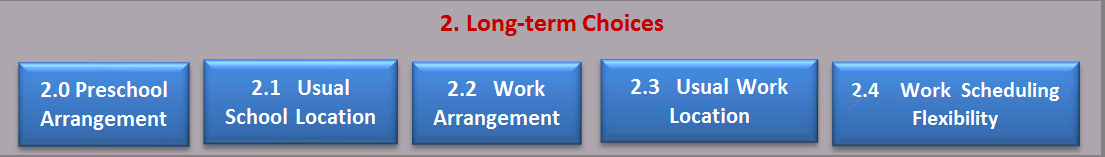 2. Long-term Choices
2.0 Preschool
Arrangement
2.1 Usual
School Location
2.2 Work
Arrangement
2.3 Usual Work
Location
2.4 Work Scheduling
Flexibility